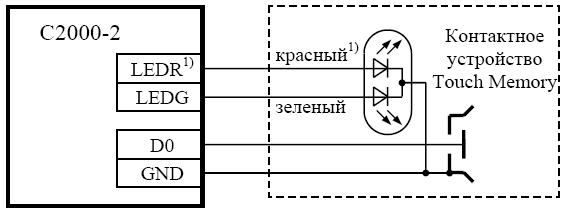 С2000-2
LEDR1)
LEDG
D0
GND
красный1)
зеленый
Контактное
устройство
Touch Memory